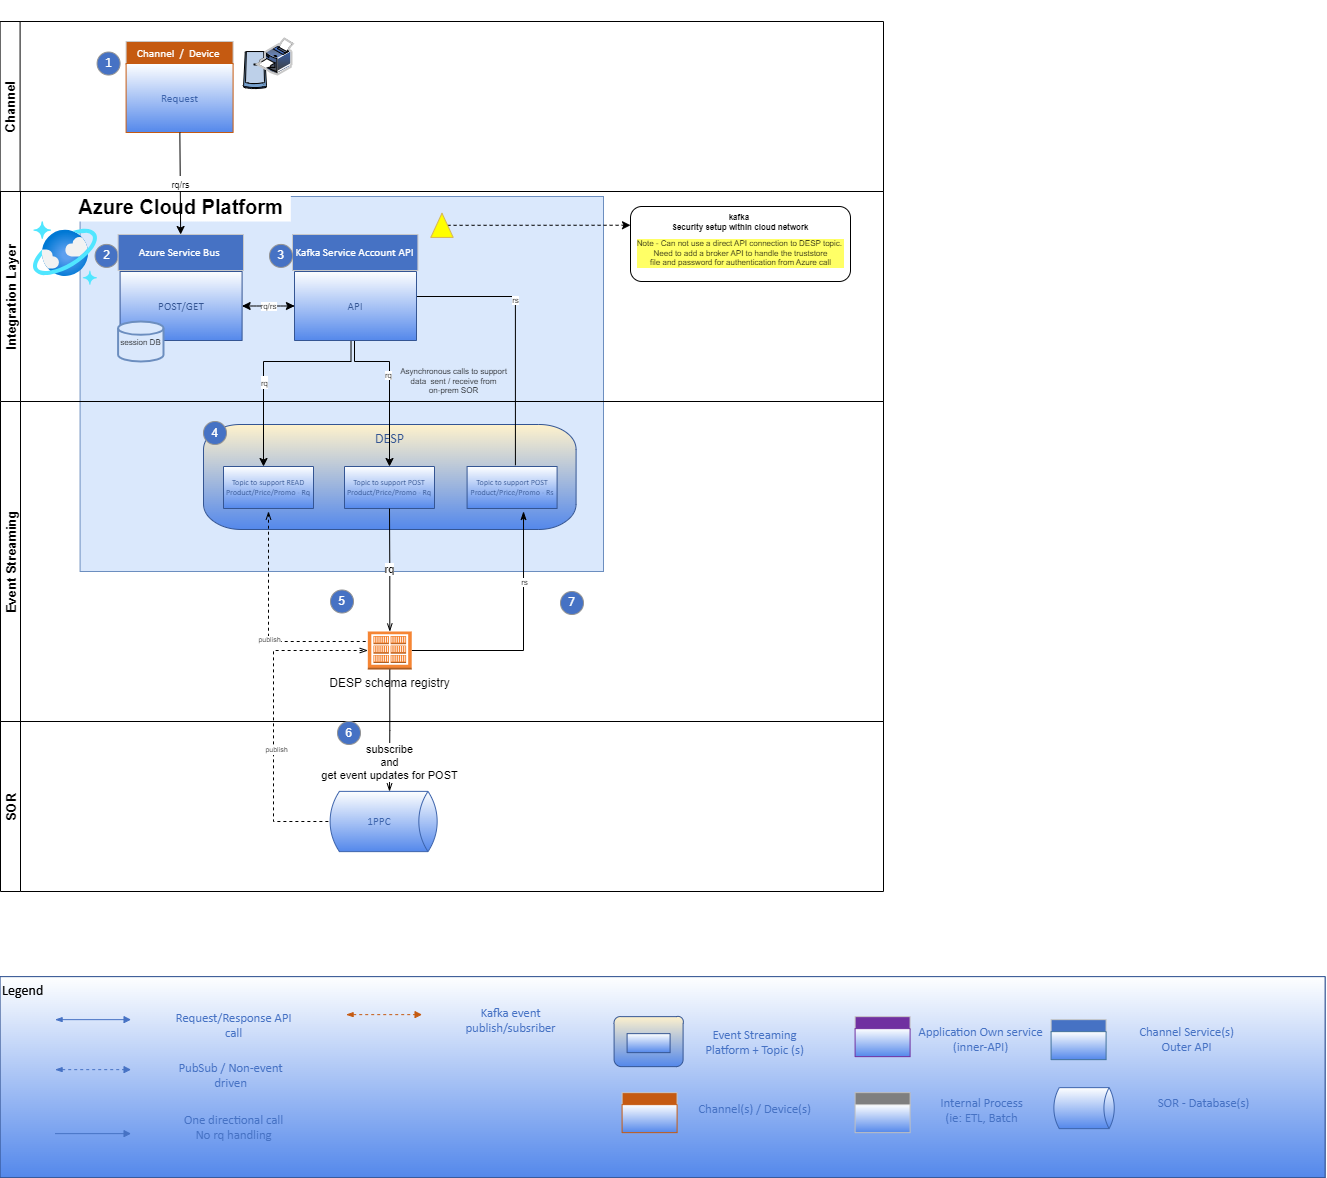 Channel
1
Channel / Device
Request
rq/rs
Integration Layer
Azure Cloud Platform
2
Azure Service Bus
POST/GET
session DB
rq/rs
3
Kafka Service Account API
API
kafka
Security setup within cloud network
Note - Can not use a direct API connection to DESP topic.
Need to add a broker API to handle the truststore
file and password for authentication from Azure call
rs
rq
rq
Asynchronous calls to support
data sent / receive from
on-prem SOR
Event Streaming
4
DESP
Topic to support READ
Product/Price/Promo - Rq
Topic to support POST
Product/Price/Promo - Rq
Topic to support POST
Product/Price/Promo - Rs
rq
rs
5
7
publish
DESP schema registry
SOR
6
publish
subscribe
and
get event updates for POST
1PPC
Legend
Request/Response API
call
PubSub / Non-event
driven
One directional call
No rq handling
Kafka event
publish/subsriber
Event Streaming
Platform + Topic (s)
Channel(s) / Device(s)
Application Own service
(inner-API)
Internal Process
(ie: ETL, Batch
Channel Service(s)
Outer API
SOR - Database(s)